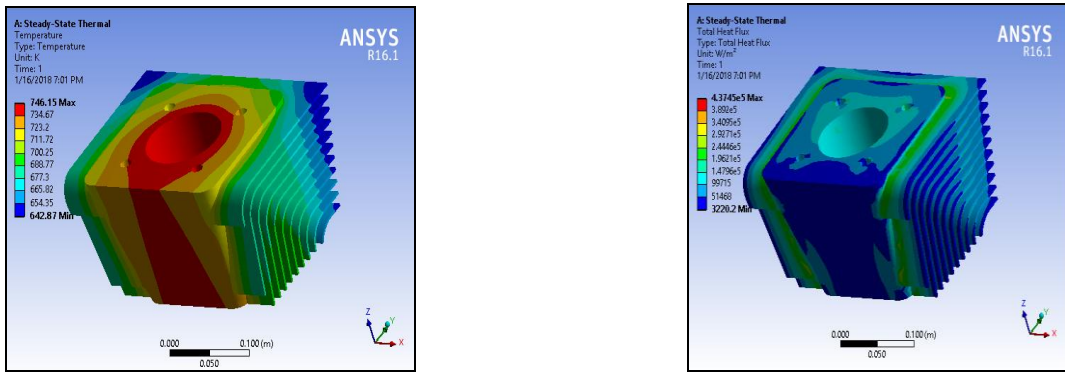 A: Steady-State Thermal
Temperature
Type: Temperature
Unit: K
Time: 1
1/16/2018 7:01 PM
746.15 Max
734.67
723.2
711.72
700.25
688.77
677.3
665.82
654.35
642.87 Min
ANSYS
R16.1
0.000
0.100 (m)
0.050
Z
Y
X
A: Steady-State Thermal
Total Heat Flux
Type: Total Heat Flux
Unit: W/m²
Time: 1
1/16/2018 7:01 PM
4.3745e5 Max
3.892e5
3.4095e5
2.9271e5
2.4446e5
1.9621e5
1.4796e5
99715
51468
3220.2 Min
ANSYS
R16.1
0.000
0.100 (m)
0.050
Z
Y
X